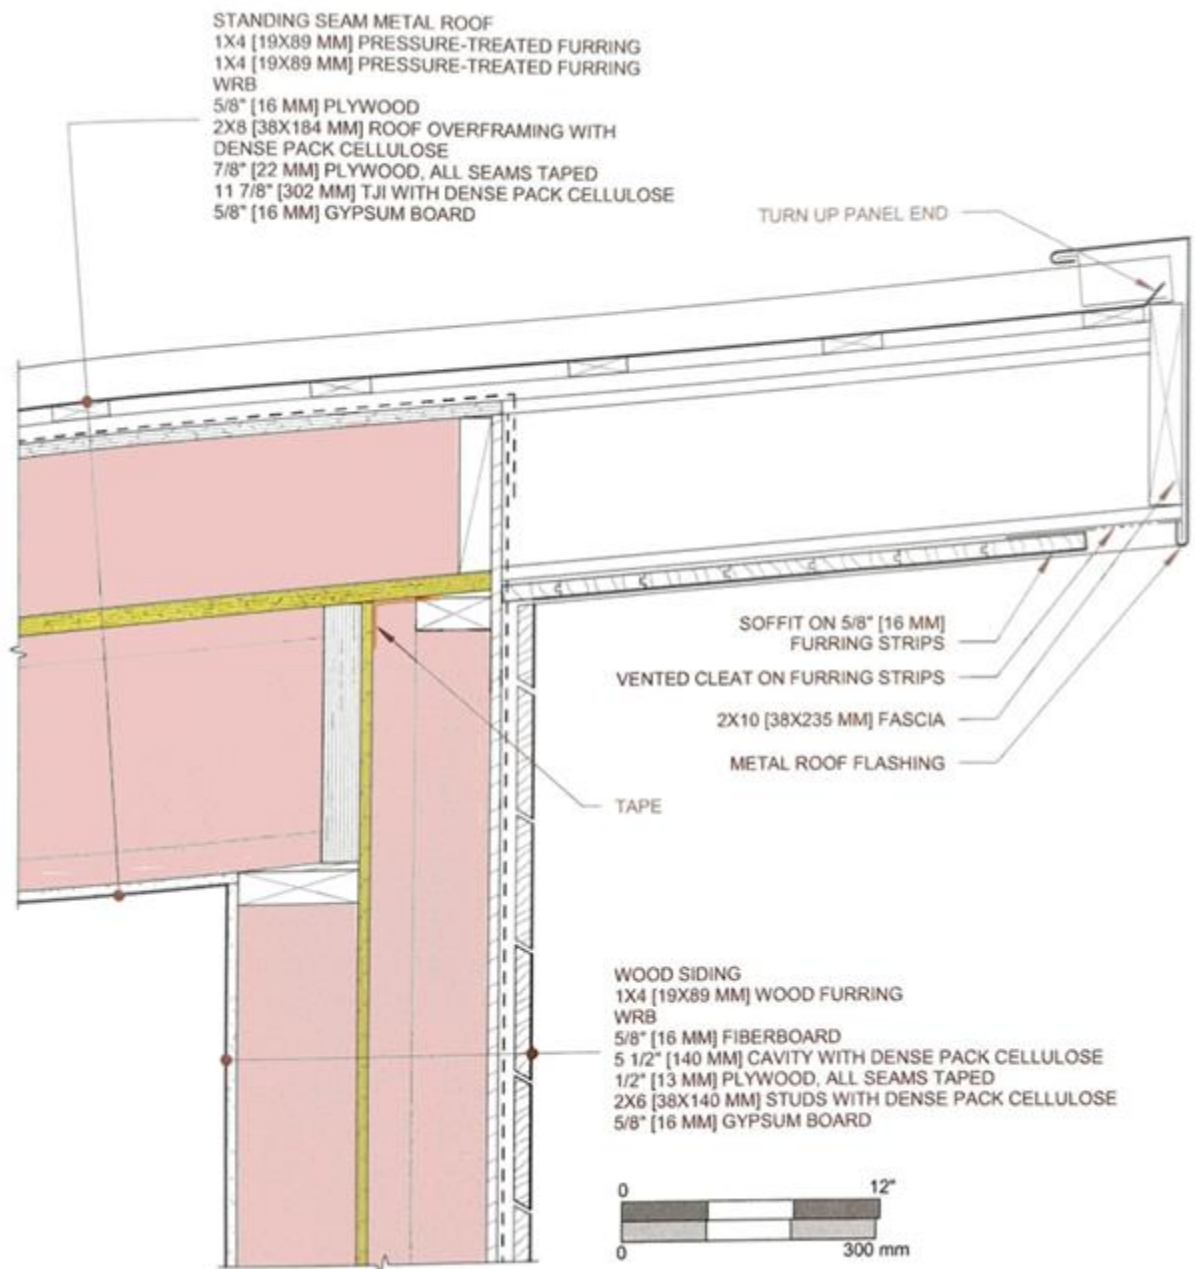 STANDING SEAM METAL ROOF
1X4 [19X89 MM] PRESSURE-TREATED FURRING
1X4 [19X89 MM] PRESSURE-TREATED FURRING
WRB
5/8" [16 MM] PLYWOOD
2X8 [38X184 MM] ROOF OVERFRAMING WITH
DENSE PACK CELLULOSE
7/8" [22 MM] PLYWOOD, ALL SEAMS TAPED
11 7/8" [302 MM] TJI WITH DENSE PACK CELLULOSE
5/8" [16 MM] GYPSUM BOARD
TURN UP PANEL END
SOFFIT ON 5/8" [16 MM]
FURRING STRIPS
VENTED CLEAT ON FURRING STRIPS
2X10 [38X235 MM] FASCIA
METAL ROOF FLASHING
TAPE
WOOD SIDING
1X4 [19X89 MM] WOOD FURRING
WRB
5/8" [16 MM] FIBERBOARD
5 1/2" [140 MM] CAVITY WITH DENSE PACK CELLULOSE
1/2" [13 MM] PLYWOOD, ALL SEAMS TAPED
2X6 [38X140 MM] STUDS WITH DENSE PACK CELLULOSE
5/8" [16 MM] GYPSUM BOARD
0 12"
0 300 mm